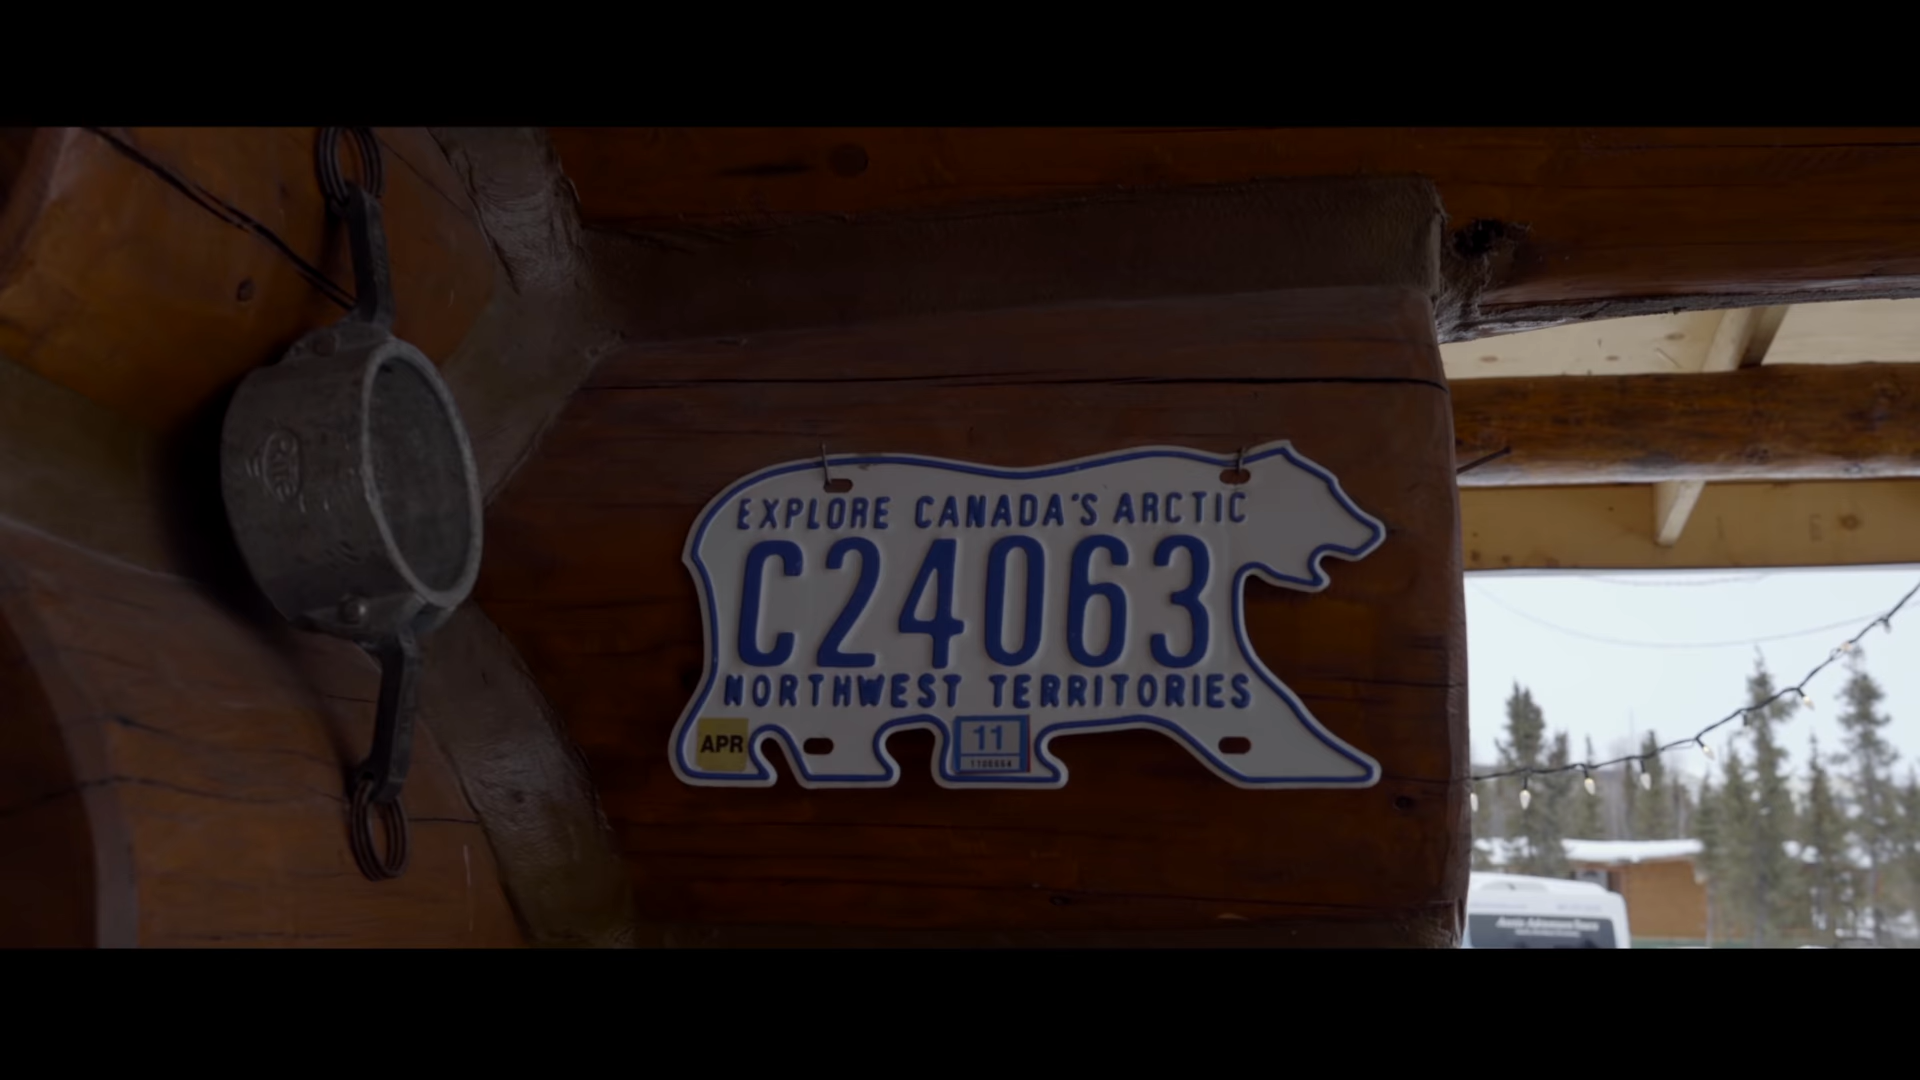 EXPLORE CANADA'S ARCTIC
C24063
NORTHWEST TERRITORIES
APR
11